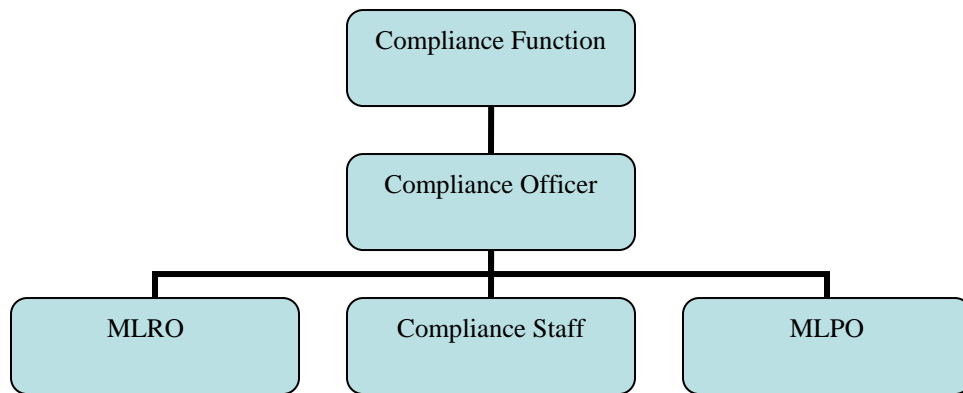 Compliance Function
Compliance Officer
MLRO
Compliance Staff
MLPO